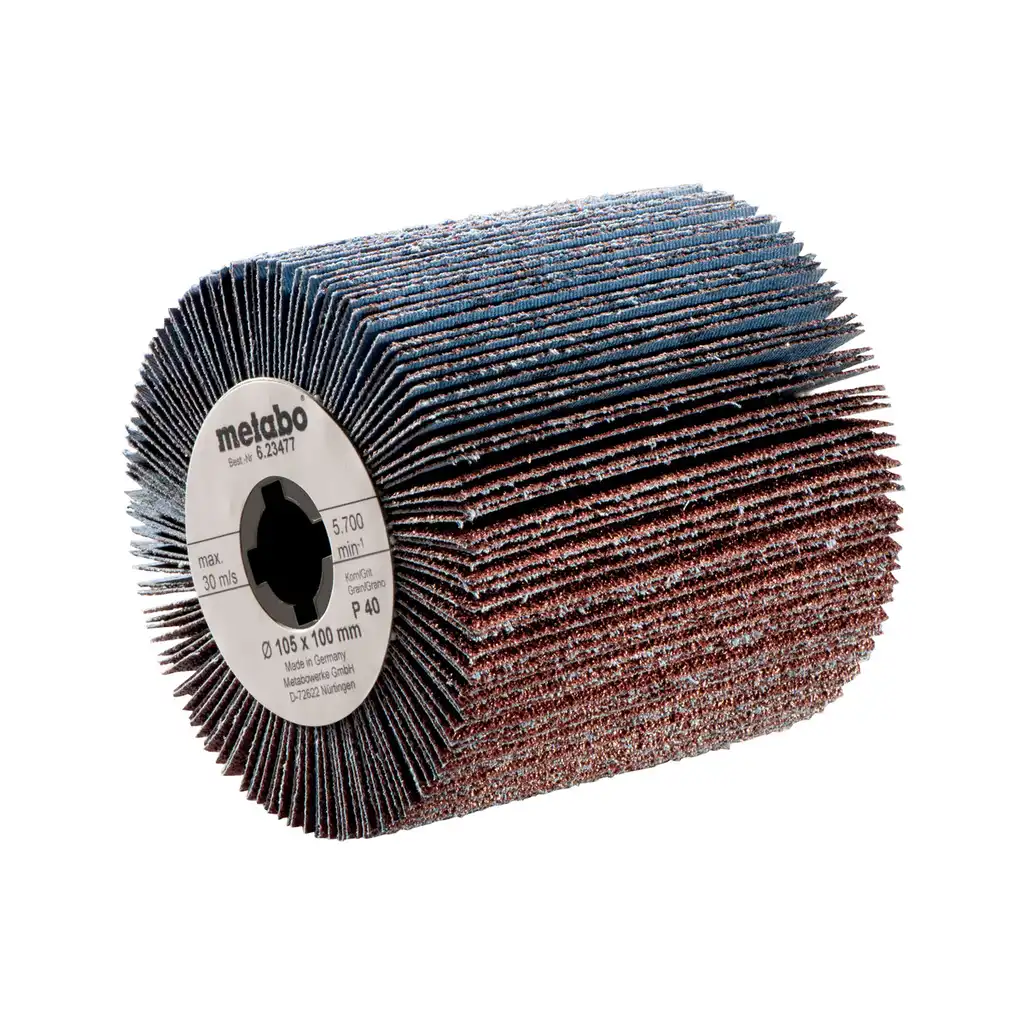 metabo®
Best.-Nr 6.23477
max. 30 m/s
5.700 min-1
Korn/Grit
Grain/Grano
P 40
Ø 105 x 100 mm
Made in Germany
Metabowerke GmbH
D-72622 Nürtingen